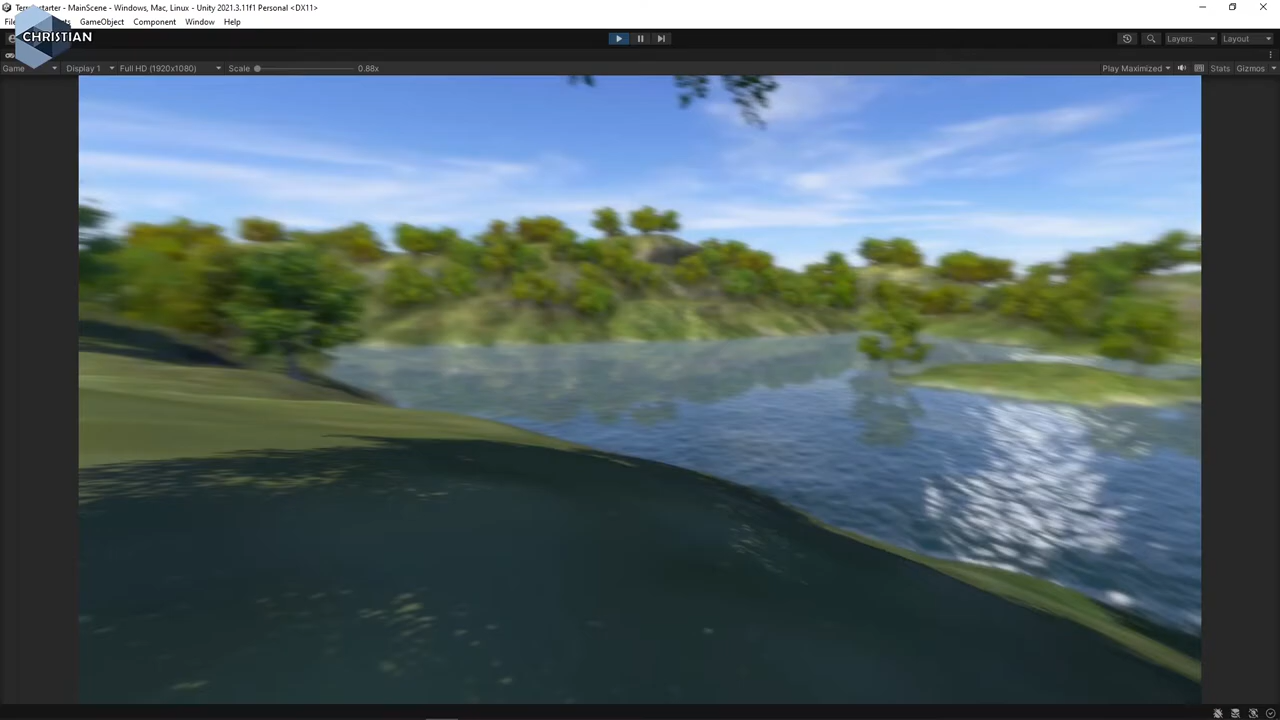 MainScene - Windows, Mac, Linux - Unity 2021.3.11f1 Personal <DX11>
GameObject Component Window Help
CHRISTIAN
Layers Layout
Game Display 1 Full HD (1920x1080) Scale 0.88x Play Maximized Stats Gizmos